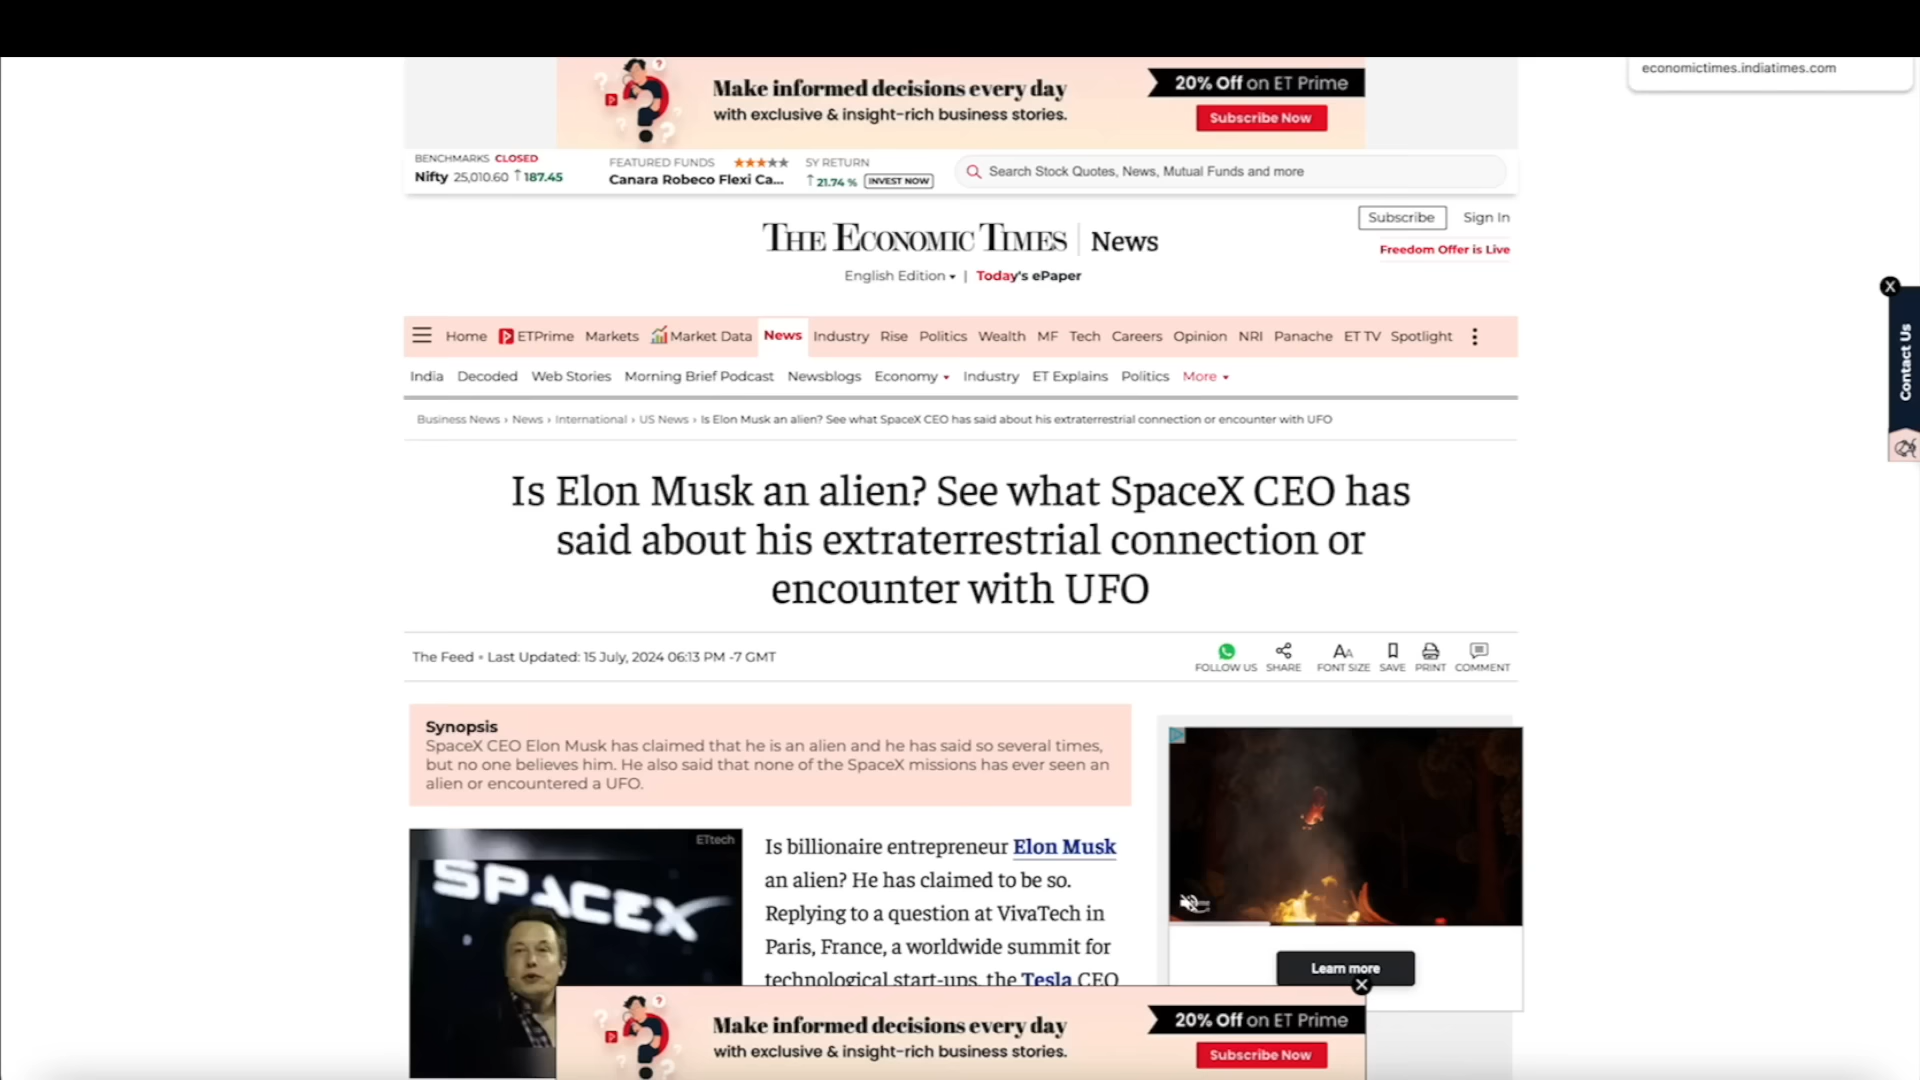 economictimes.indiatimes.com
Make informed decisions every day
with exclusive & insight-rich business stories.
20% Off on ET Prime
Subscribe Now
BENCHMARKS CLOSED
Nifty 25,010.60 ↑187.45
FEATURED FUNDS ★★★★★
Canara Robeco Flexi Ca...
5Y RETURN
↑21.74 % INVEST NOW
Search Stock Quotes, News, Mutual Funds and more
THE ECONOMIC TIMES | News
Subscribe Sign In
Freedom Offer is Live
English Edition | Today's ePaper
X
Contact Us
Home ETPrime Markets Market Data News Industry Rise Politics Wealth MF Tech Careers Opinion NRI Panache ET TV Spotlight
India Decoded Web Stories Morning Brief Podcast Newsblogs Economy Industry ET Explains Politics More
Business News › News › International › US News › Is Elon Musk an alien? See what SpaceX CEO has said about his extraterrestrial connection or encounter with UFO
Is Elon Musk an alien? See what SpaceX CEO has
said about his extraterrestrial connection or
encounter with UFO
The Feed • Last Updated: 15 July, 2024 06:13 PM -7 GMT
FOLLOW US SHARE FONT SIZE SAVE PRINT COMMENT
Synopsis
SpaceX CEO Elon Musk has claimed that he is an alien and he has said so several times,
but no one believes him. He also said that none of the SpaceX missions has ever seen an
alien or encountered a UFO.
ETtech
SPACEX
Is billionaire entrepreneur Elon Musk
an alien? He has claimed to be so.
Replying to a question at VivaTech in
Paris, France, a worldwide summit for
technological start-ups, the Tesla CEO
Learn more
Make informed decisions every day
with exclusive & insight-rich business stories.
20% Off on ET Prime
Subscribe Now